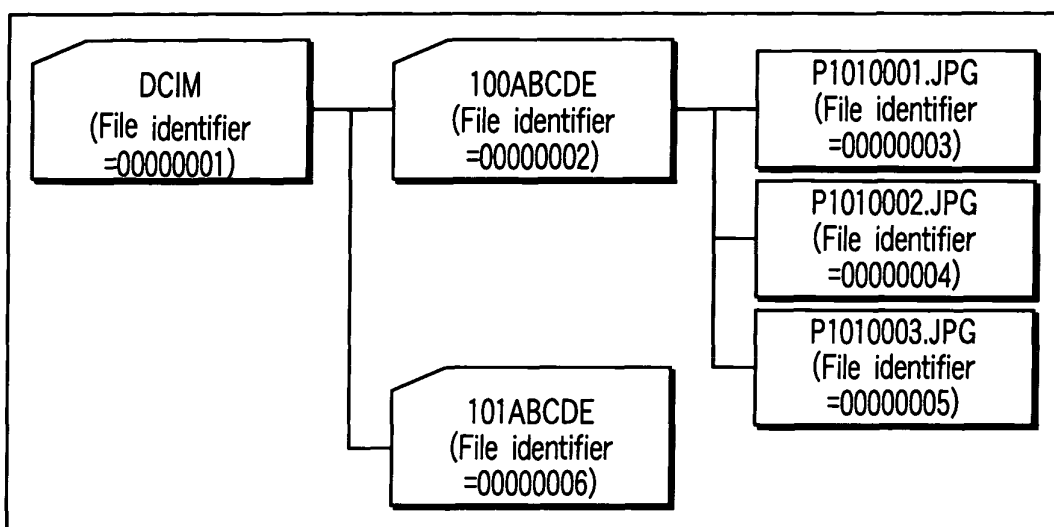 DCIM
(File identifier
=00000001)
100ABCDE
(File identifier
=00000002)
P1010001.JPG
(File identifier
=00000003)
P1010002.JPG
(File identifier
=00000004)
P1010003.JPG
(File identifier
=00000005)
101ABCDE
(File identifier
=00000006)